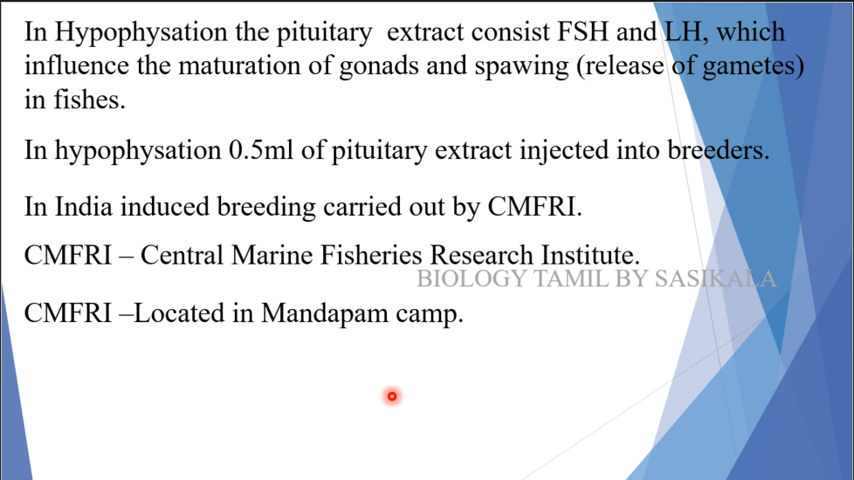 In Hypophysation the pituitary extract consist FSH and LH, which
influence the maturation of gonads and spawing (release of gametes)
in fishes.
In hypophysation 0.5ml of pituitary extract injected into breeders.
In India induced breeding carried out by CMFRI.
CMFRI – Central Marine Fisheries Research Institute.
BIOLOGY TAMIL BY SASIKALA
CMFRI –Located in Mandapam camp.